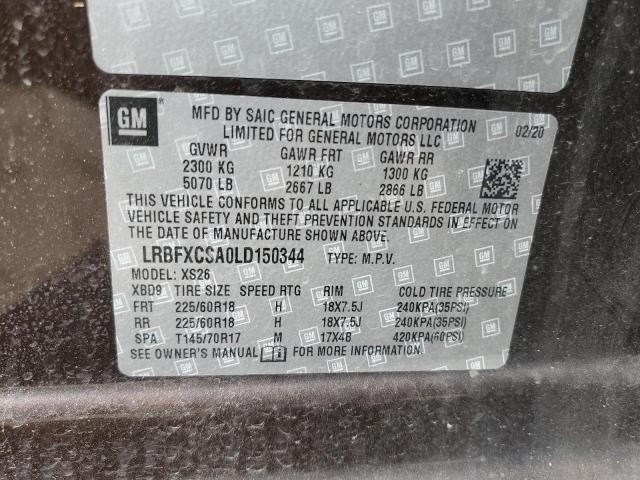 GM
MFD BY SAIC GENERAL MOTORS CORPORATION
LIMITED FOR GENERAL MOTORS LLC
02/20
GVWR GAWR FRT GAWR RR
2300 KG 1210 KG 1300 KG
5070 LB 2667 LB 2866 LB
THIS VEHICLE CONFORMS TO ALL APPLICABLE U.S. FEDERAL MOTOR
VEHICLE SAFETY AND THEFT PREVENTION STANDARDS IN EFFECT ON
THE DATE OF MANUFACTURE SHOWN ABOVE.
LRBFXCSA0LD150344 TYPE: M.P.V.
MODEL: XS26
XBD9 TIRE SIZE SPEED RTG RIM COLD TIRE PRESSURE
FRT 225/60R18 H 18X7.5J 240KPA(35PSI)
RR 225/60R18 H 18X7.5J 240KPA(35PSI)
SPA T145/70R17 M 17X4B 420KPA(60PSI)
SEE OWNER'S MANUAL FOR MORE INFORMATION.